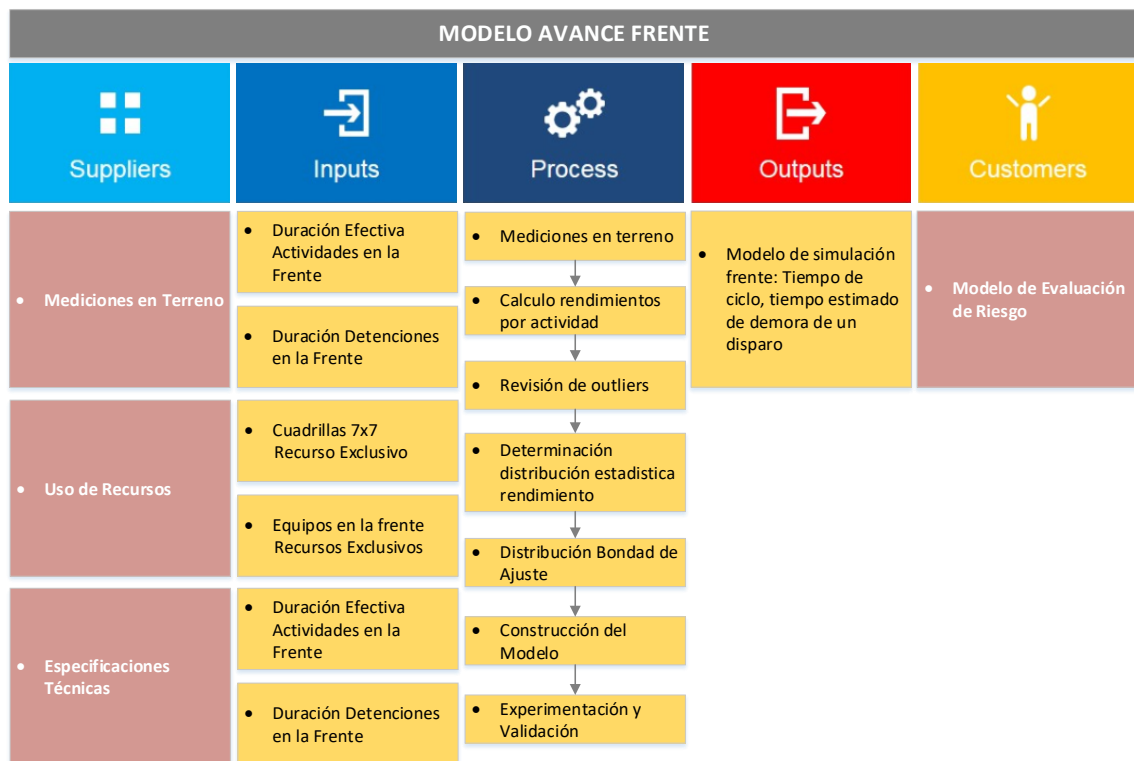 MODELO AVANCE FRENTE
Suppliers
Inputs
Process
Outputs
Customers
• Mediciones en Terreno
• Uso de Recursos
• Especificaciones
Técnicas
• Duración Efectiva
Actividades en la
Frente
• Duración Detenciones
en la Frente
• Cuadrillas 7x7
Recurso Exclusivo
• Equipos en la frente
Recursos Exclusivos
• Duración Efectiva
Actividades en la
Frente
• Duración Detenciones
en la Frente
• Mediciones en terreno
• Calculo rendimientos
por actividad
• Revisión de outliers
• Determinación
distribución estadistica
rendimiento
• Distribución Bondad de
Ajuste
• Construcción del
Modelo
• Experimentación y
Validación
• Modelo de simulación
frente: Tiempo de
ciclo, tiempo estimado
de demora de un
disparo
• Modelo de Evaluación
de Riesgo